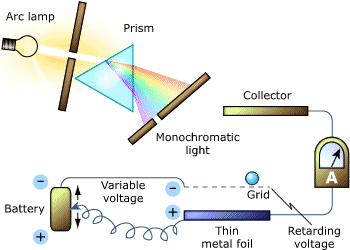 Arc lamp
Prism
Collector
Monochromatic
light
A
Variable
voltage
Grid
Battery
Thin
metal foil
Retarding
voltage
−
−
+
+